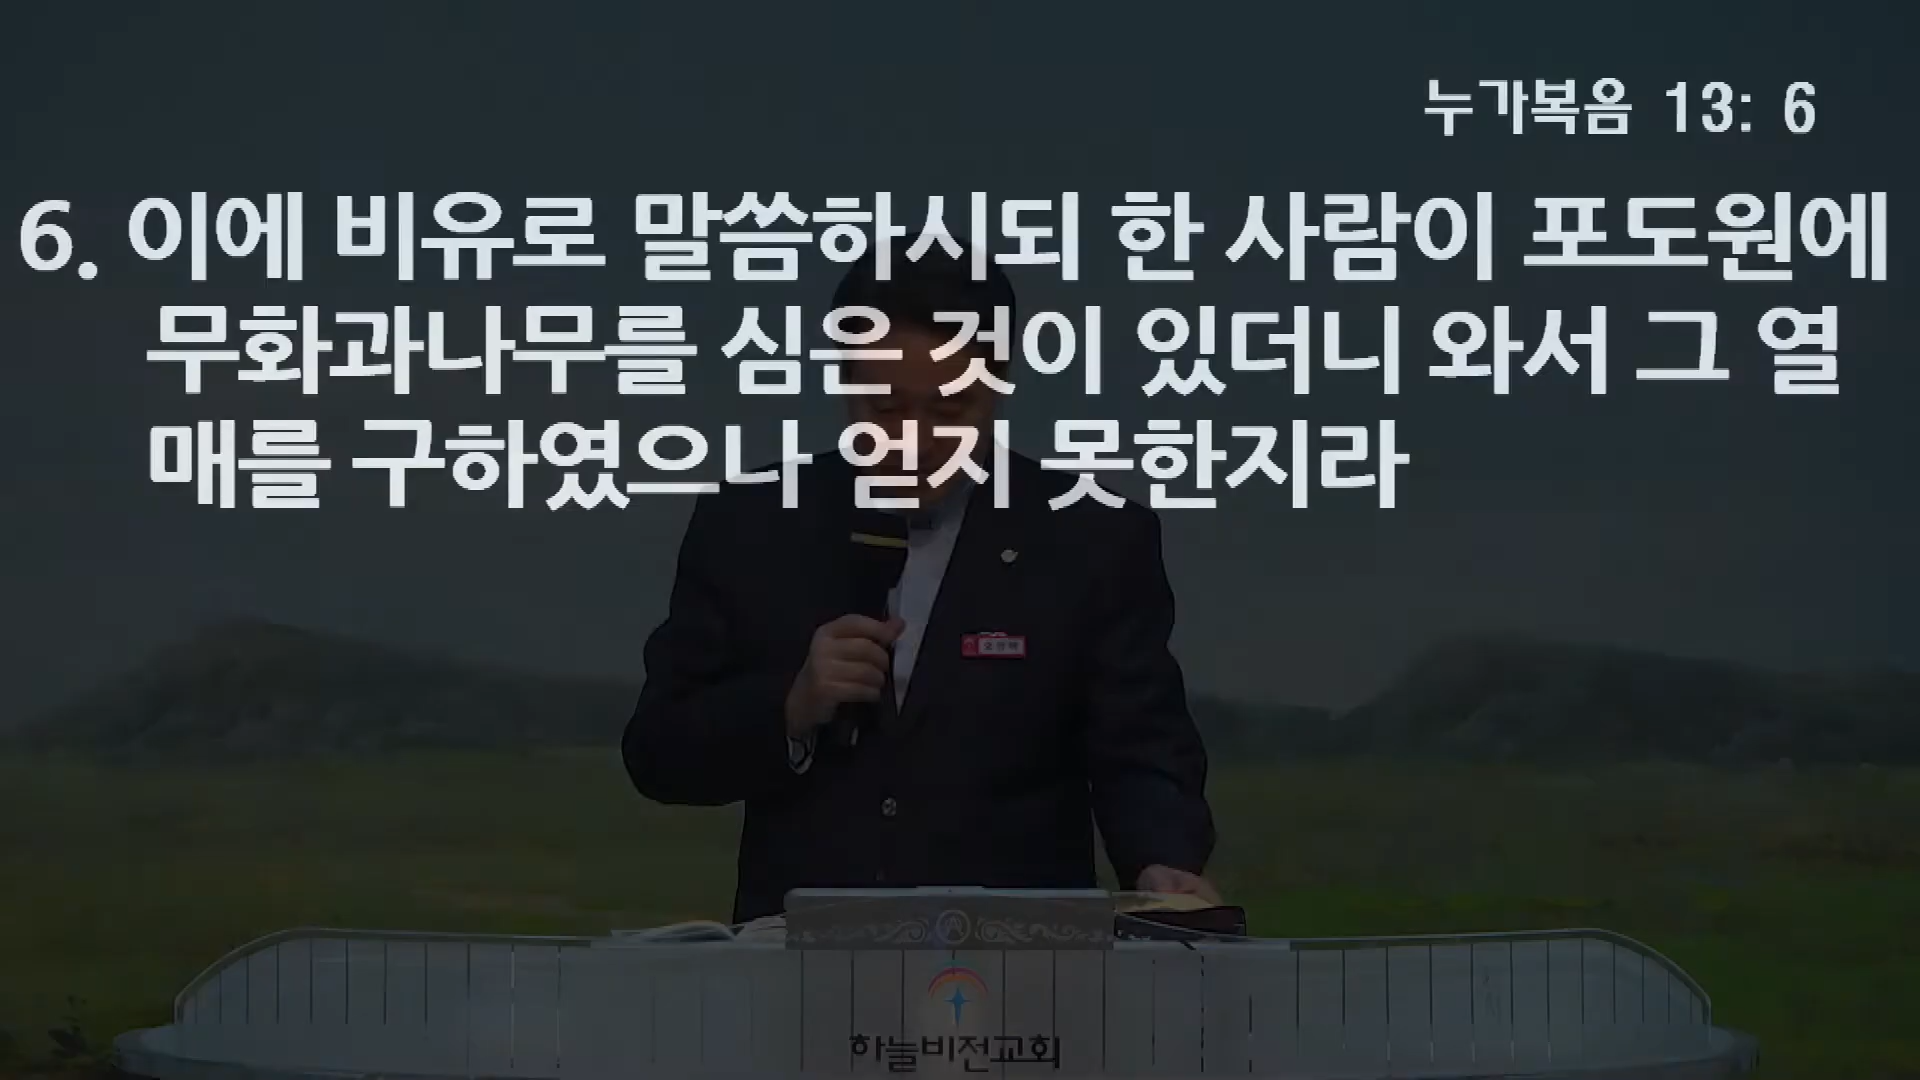 누가복음 13: 6
6. 이에 비유로 말씀하시되 한 사람이 포도원에
무화과나무를 심은 것이 있더니 와서 그 열
매를 구하였으나 얻지 못한지라
하늘비전교회